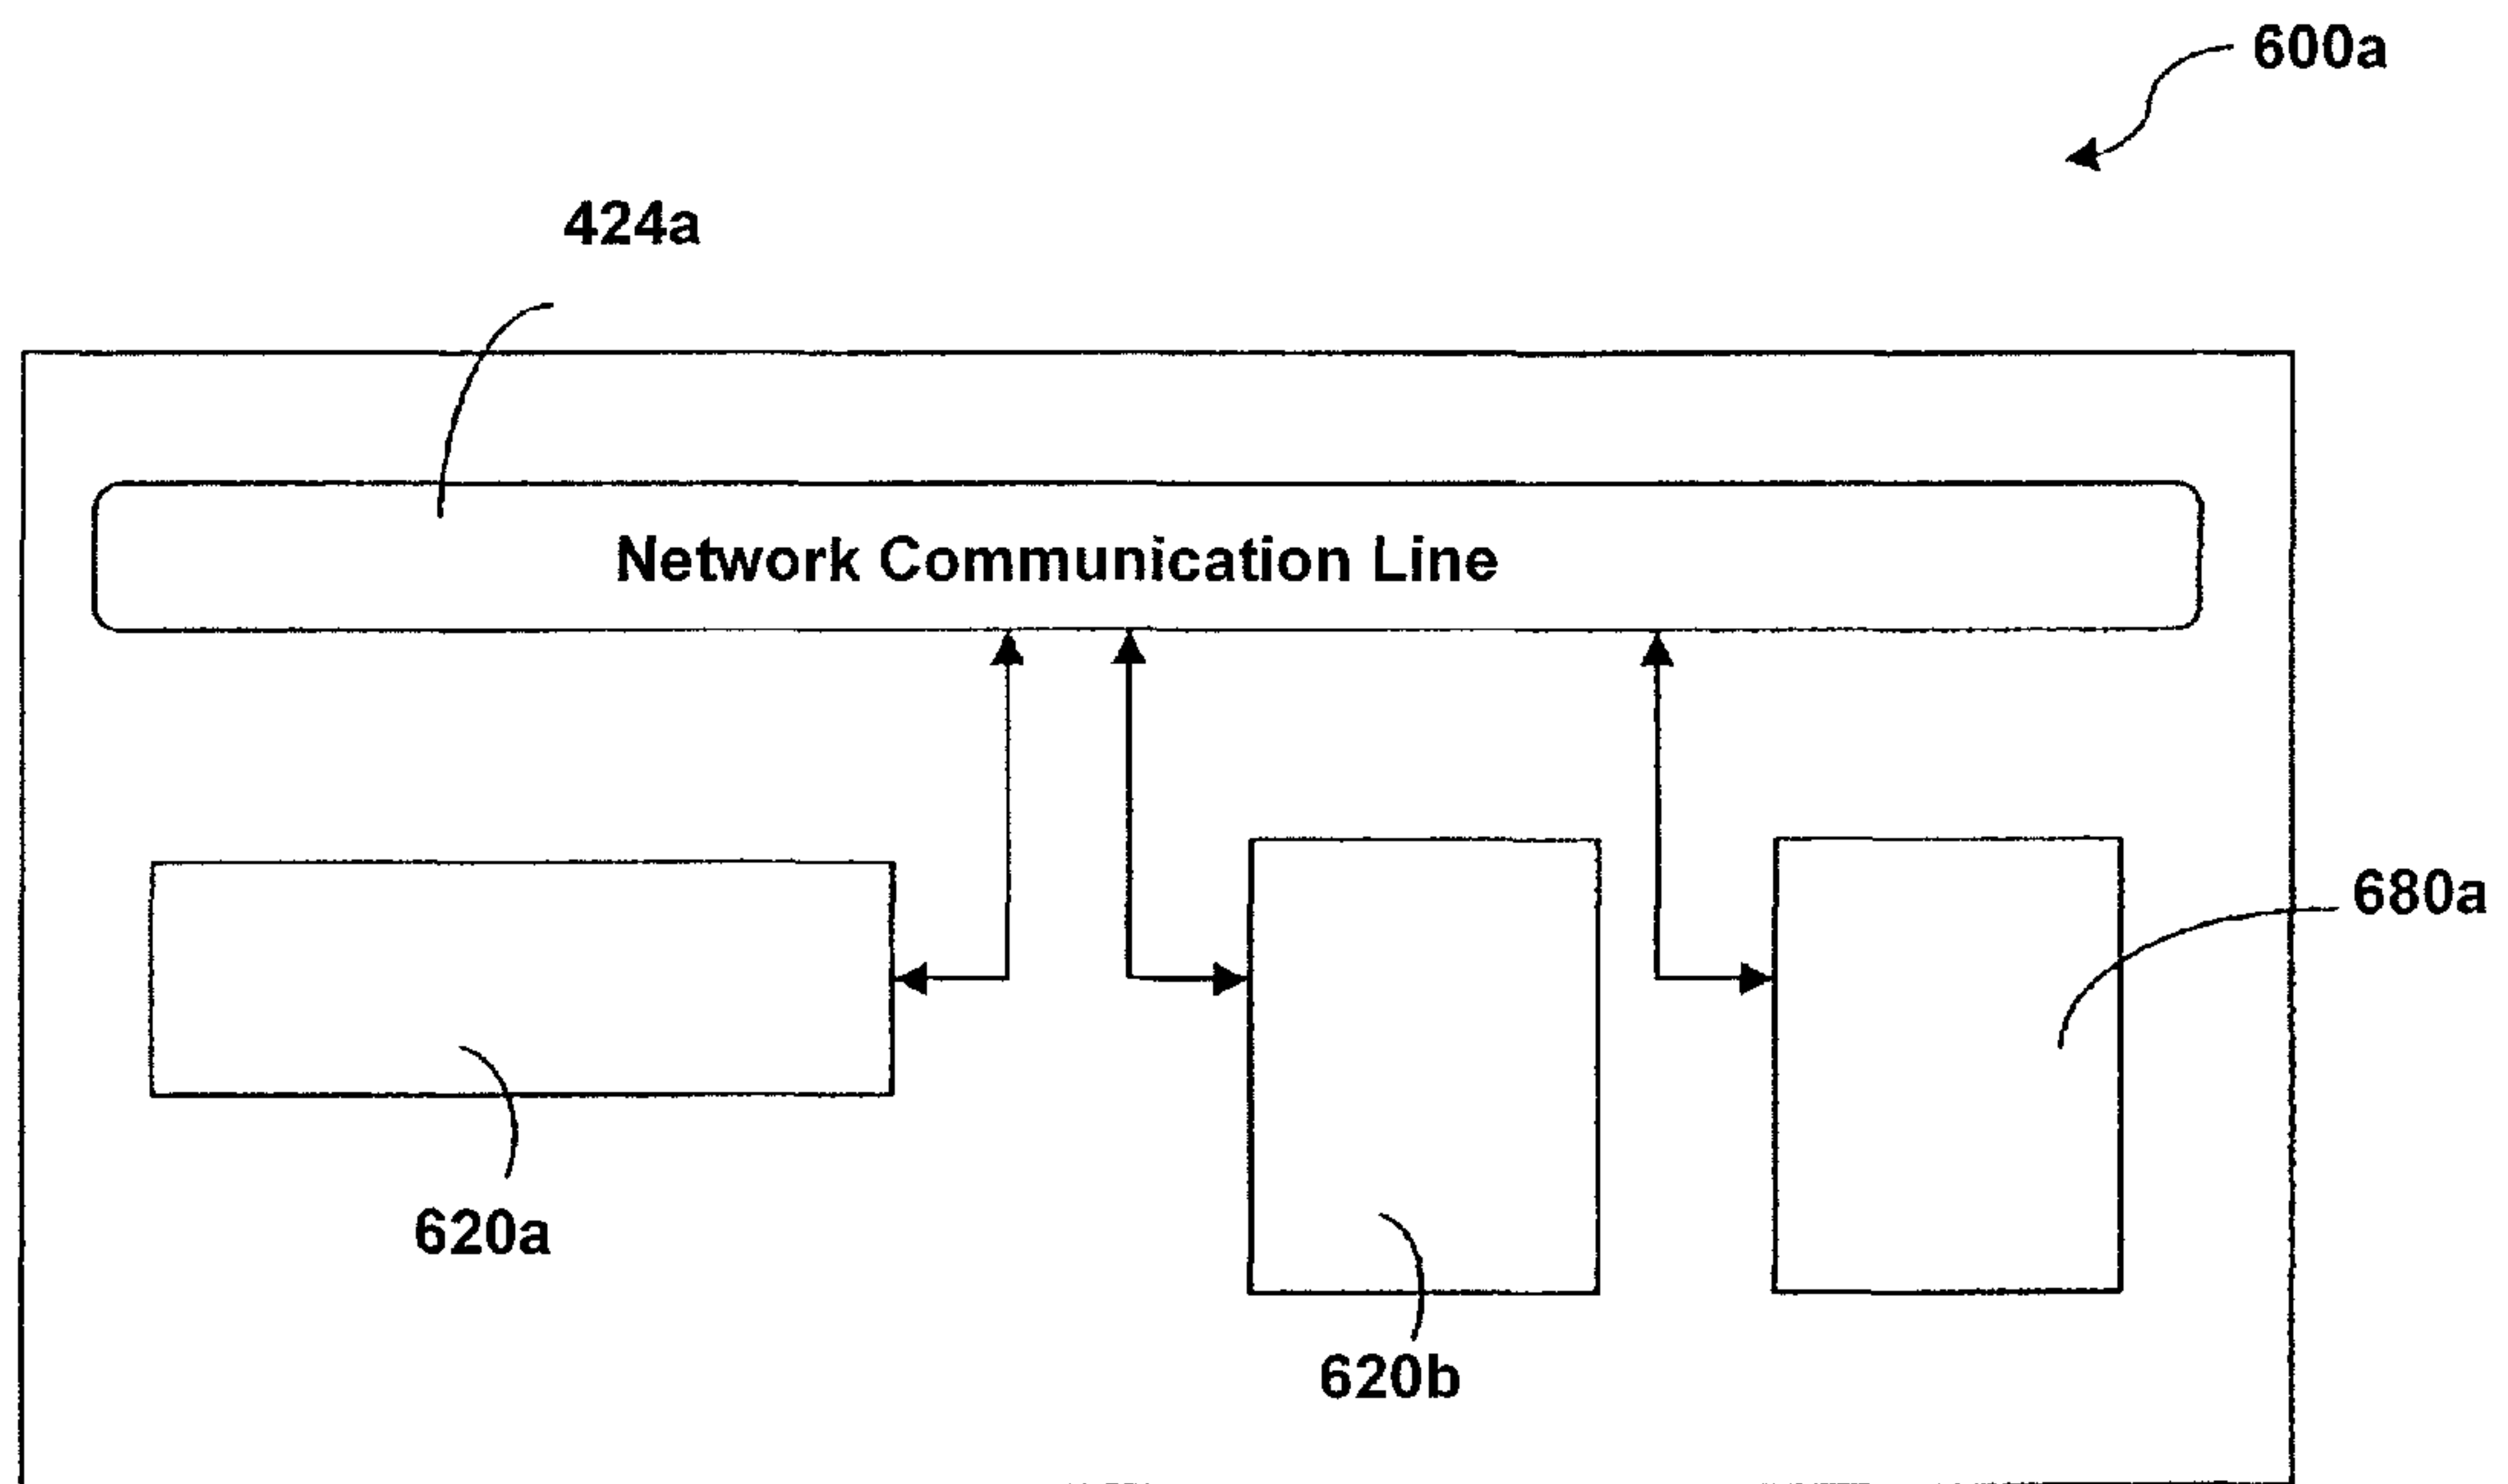 600a
424a
Network Communication Line
680a
620a
620b